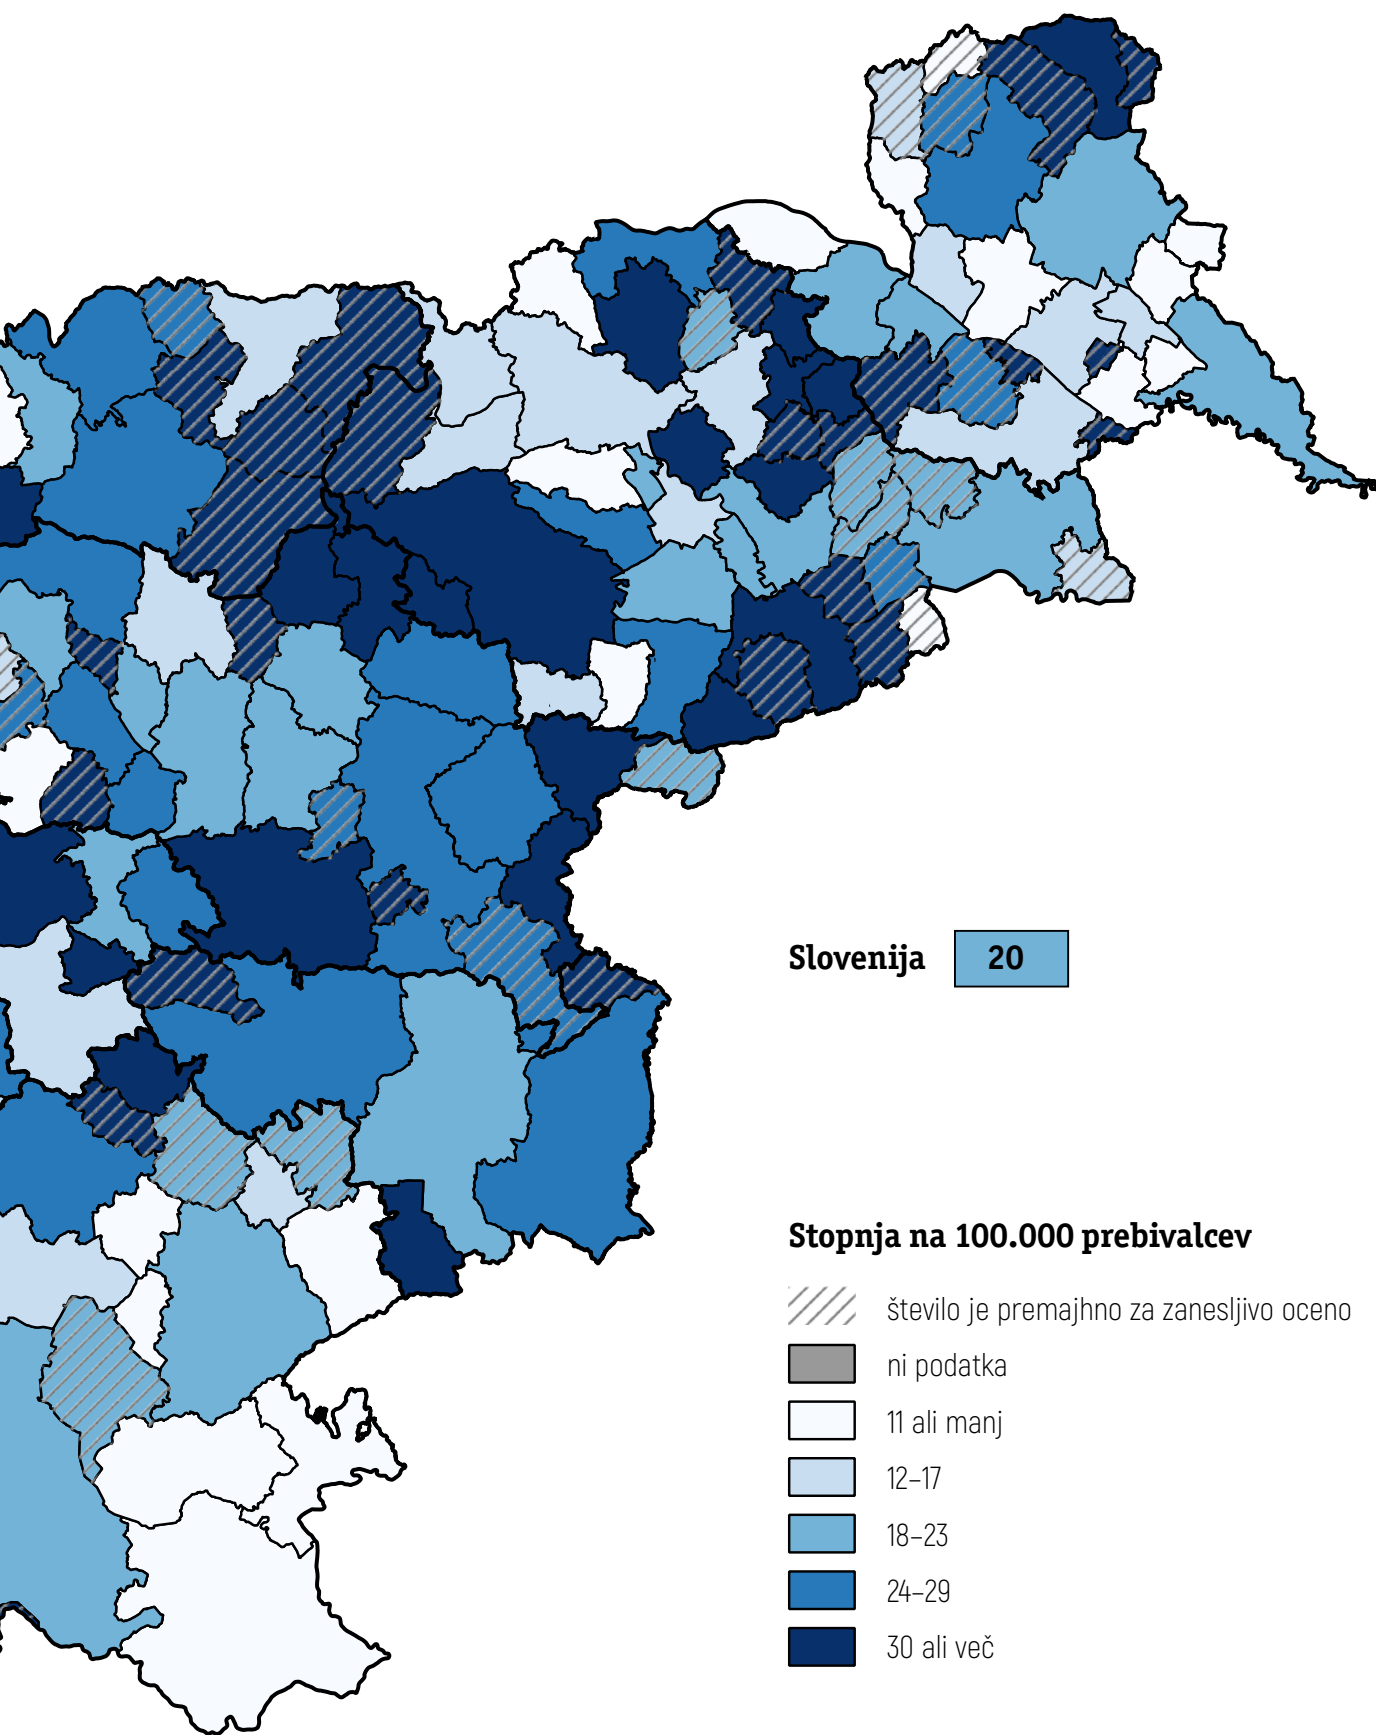 Slovenija 20
Stopnja na 100.000 prebivalcev
število je premajhno za zanesljivo oceno
ni podatka
11 ali manj
12–17
18–23
24–29
30 ali več